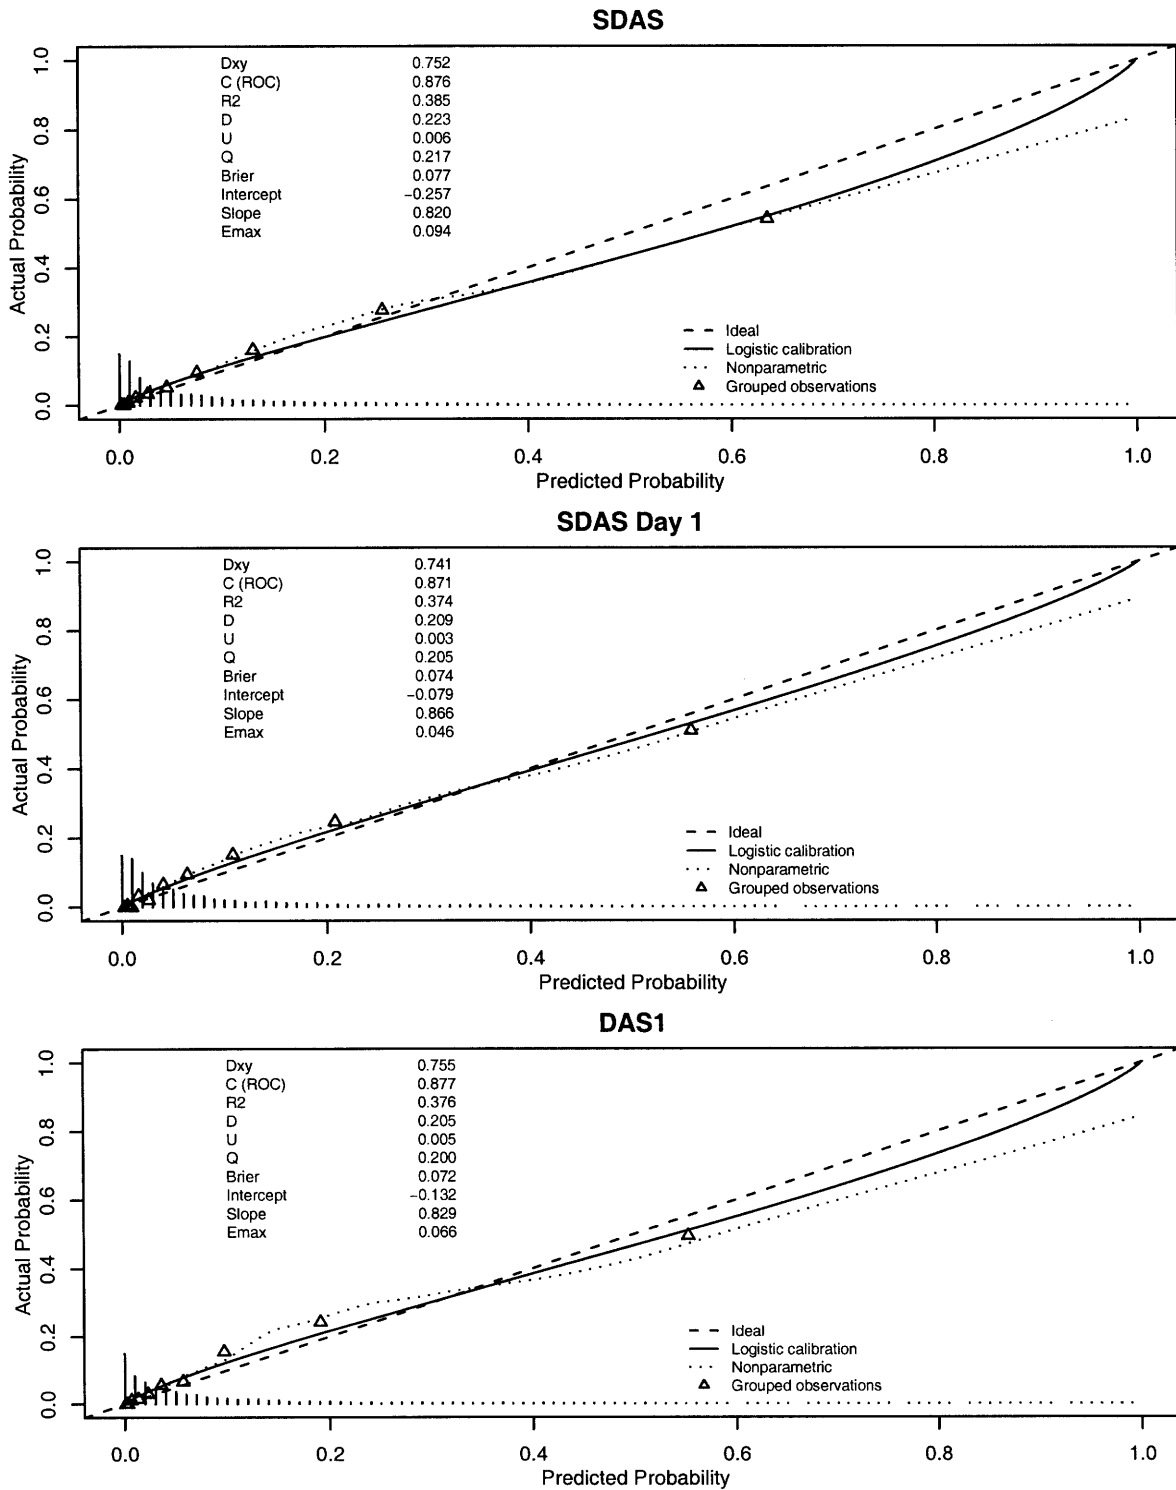 SDAS
Dxy 0.752
C (ROC) 0.876
R2 0.385
D 0.223
U 0.006
Q 0.217
Brier 0.077
Intercept −0.257
Slope 0.820
Emax 0.094
Actual Probability
0.0 0.2 0.4 0.6 0.8 1.0
Ideal
Logistic calibration
Nonparametric
Grouped observations
0.0 0.2 0.4 0.6 0.8 1.0
Predicted Probability
SDAS Day 1
Dxy 0.741
C (ROC) 0.871
R2 0.374
D 0.209
U 0.003
Q 0.205
Brier 0.074
Intercept −0.079
Slope 0.866
Emax 0.046
Actual Probability
0.0 0.2 0.4 0.6 0.8 1.0
Ideal
Logistic calibration
Nonparametric
Grouped observations
0.0 0.2 0.4 0.6 0.8 1.0
Predicted Probability
DAS1
Dxy 0.755
C (ROC) 0.877
R2 0.376
D 0.205
U 0.005
Q 0.200
Brier 0.072
Intercept −0.132
Slope 0.829
Emax 0.066
Actual Probability
0.0 0.2 0.4 0.6 0.8 1.0
Ideal
Logistic calibration
Nonparametric
Grouped observations
0.0 0.2 0.4 0.6 0.8 1.0
Predicted Probability